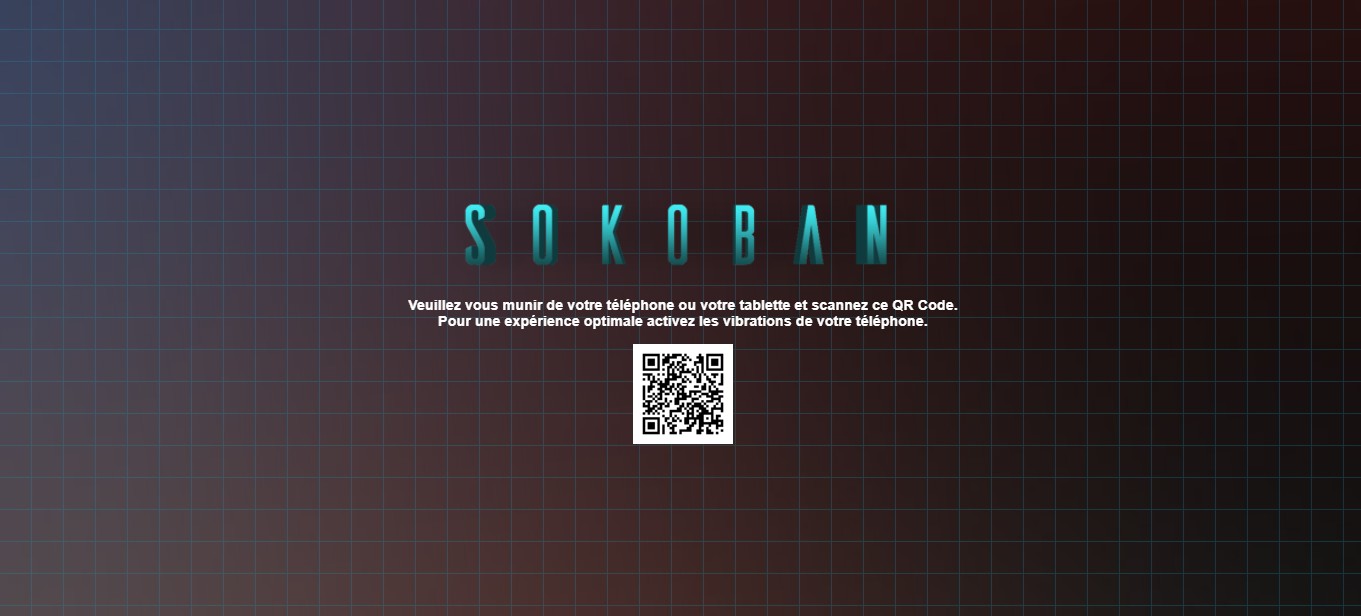 SOKOBAN
Veuillez vous munir de votre téléphone ou votre tablette et scannez ce QR Code.
Pour une expérience optimale activez les vibrations de votre téléphone.